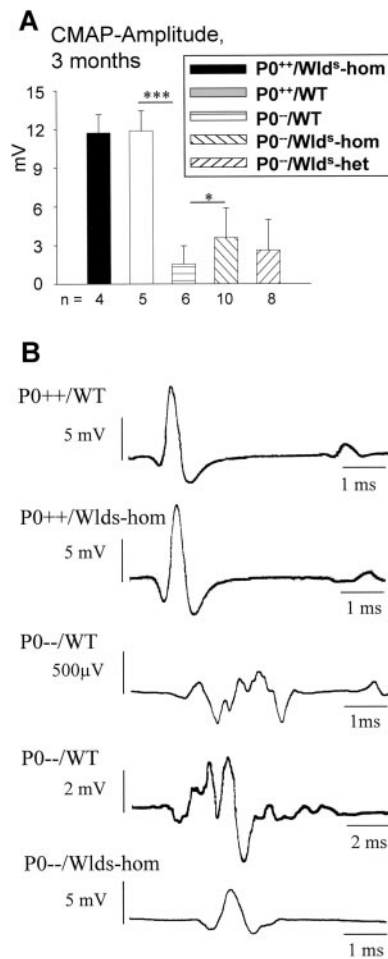 A
CMAP-Amplitude,
3 months
P0++/Wldˢ-hom
P0++/WT
P0--/WT
P0--/Wldˢ-hom
P0--/Wldˢ-het
***
*
mV
15
12
9
6
3
0
n = 4 5 6 10 8
B
P0++/WT
5 mV
1 ms
P0++/Wlds-hom
5 mV
1 ms
P0--/WT
500µV
1ms
P0--/WT
2 mV
2 ms
P0--/Wlds-hom
5 mV
1 ms